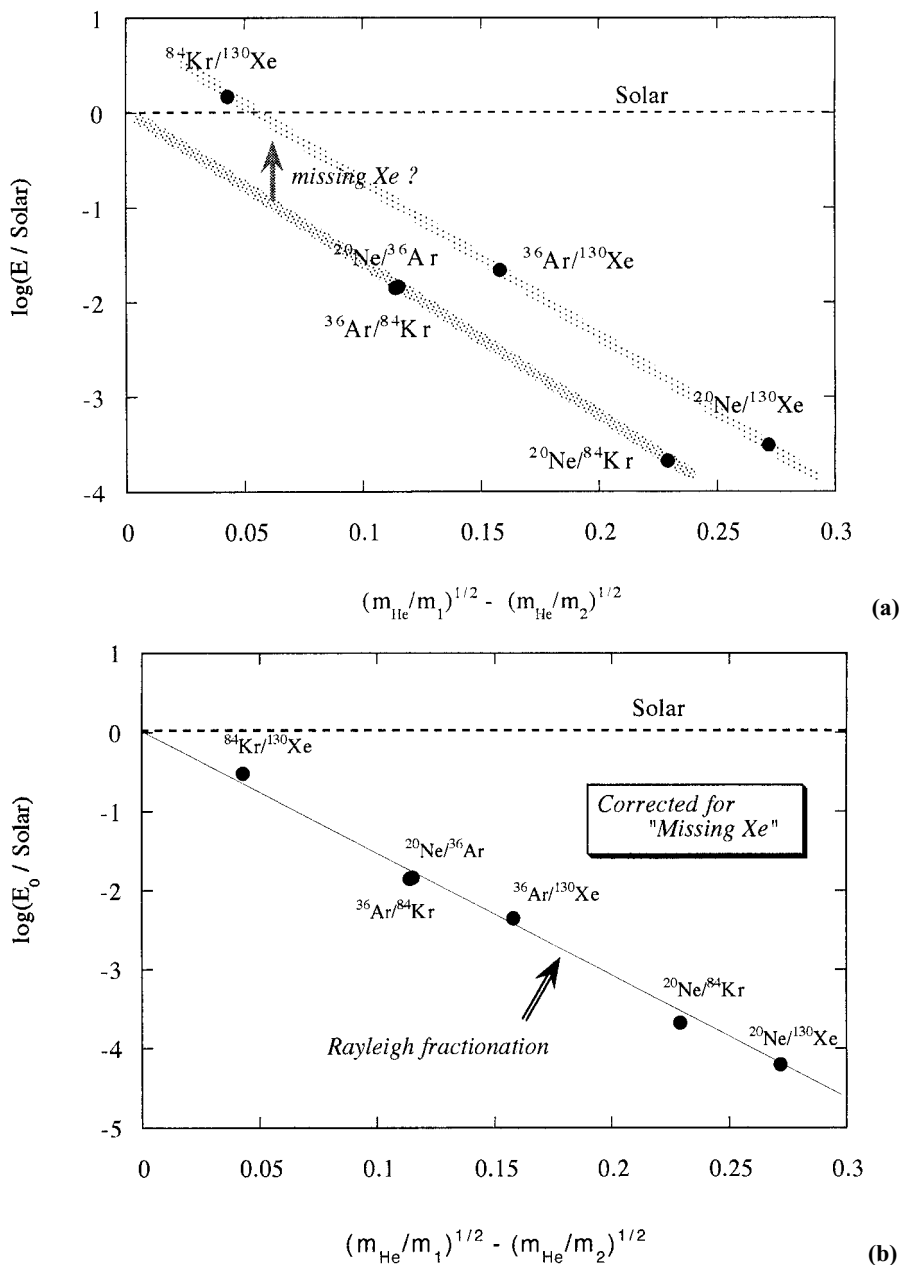 (a)
1
0
-1
-2
-3
-4
log(E / Solar)
⁸⁴Kr/¹³⁰Xe
Solar
missing Xe ?
²⁰Ne/³⁶Ar
³⁶Ar/¹³⁰Xe
³⁶Ar/⁸⁴Kr
²⁰Ne/¹³⁰Xe
²⁰Ne/⁸⁴Kr
0 0.05 0.1 0.15 0.2 0.25 0.3
(m_He/m₁)^1/2 - (m_He/m₂)^1/2
(a)
1
0
-1
-2
-3
-4
-5
log(E₀ / Solar)
Solar
⁸⁴Kr/¹³⁰Xe
Corrected for
"Missing Xe"
²⁰Ne/³⁶Ar
³⁶Ar/¹³⁰Xe
³⁶Ar/⁸⁴Kr
²⁰Ne/⁸⁴Kr
Rayleigh fractionation
²⁰Ne/¹³⁰Xe
0 0.05 0.1 0.15 0.2 0.25 0.3
(m_He/m₁)^1/2 - (m_He/m₂)^1/2
(b)